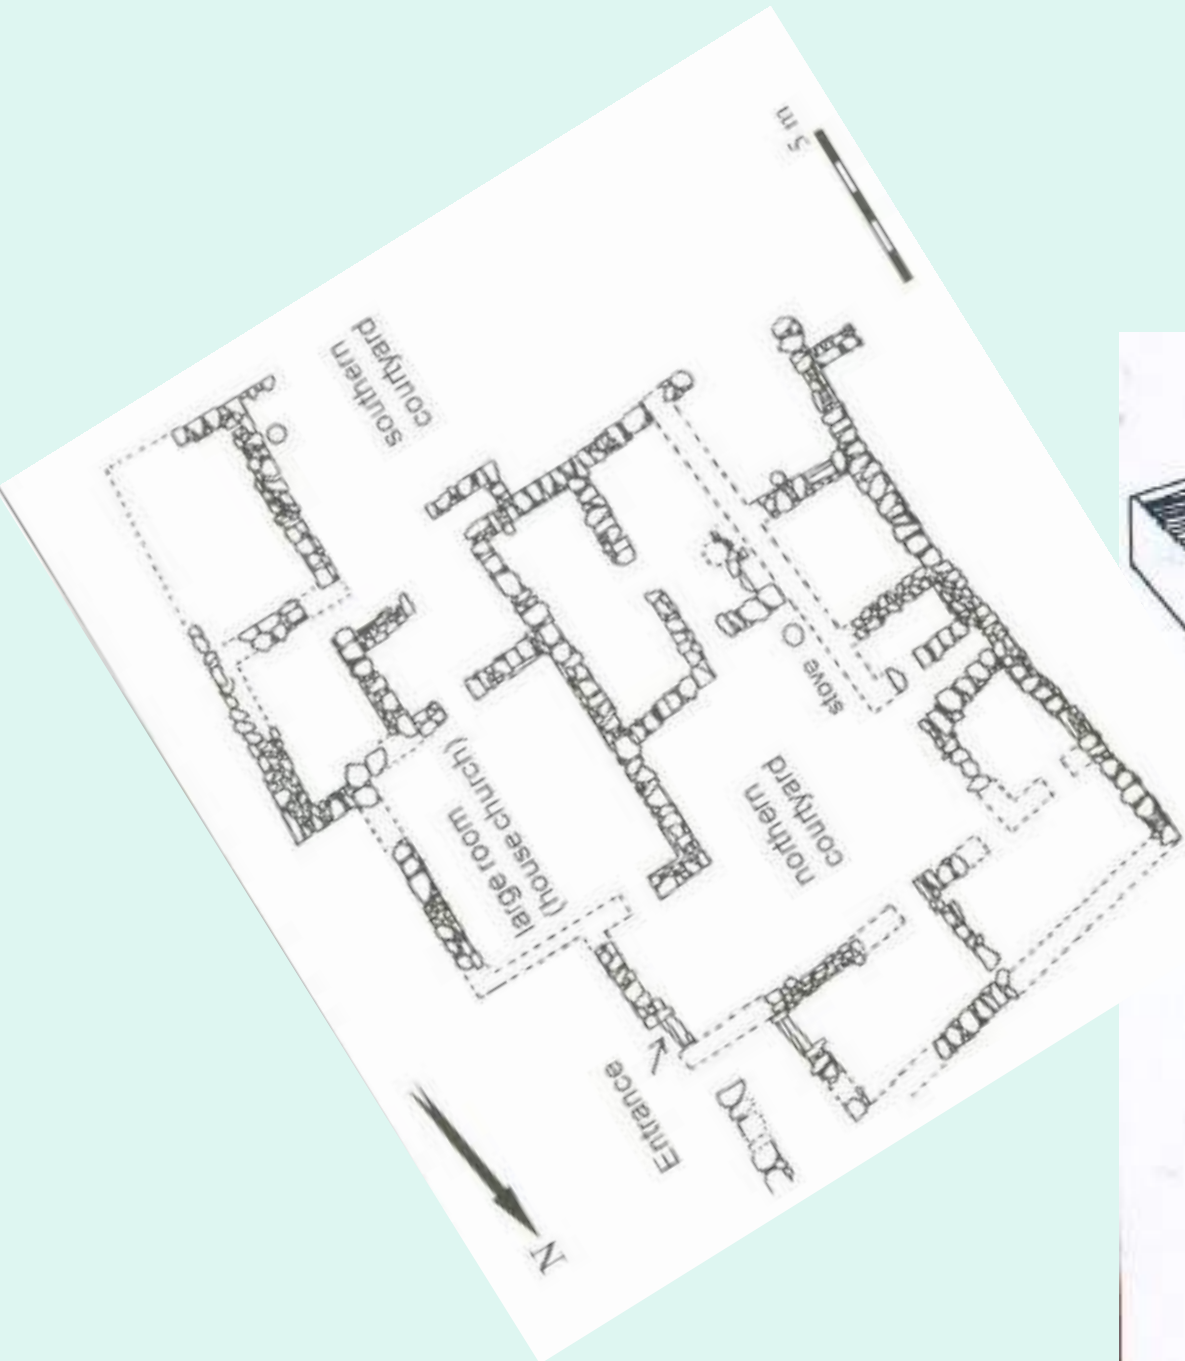 5 m
southern
courtyard
stove
northern
courtyard
large room
(house church)
Entrance
N